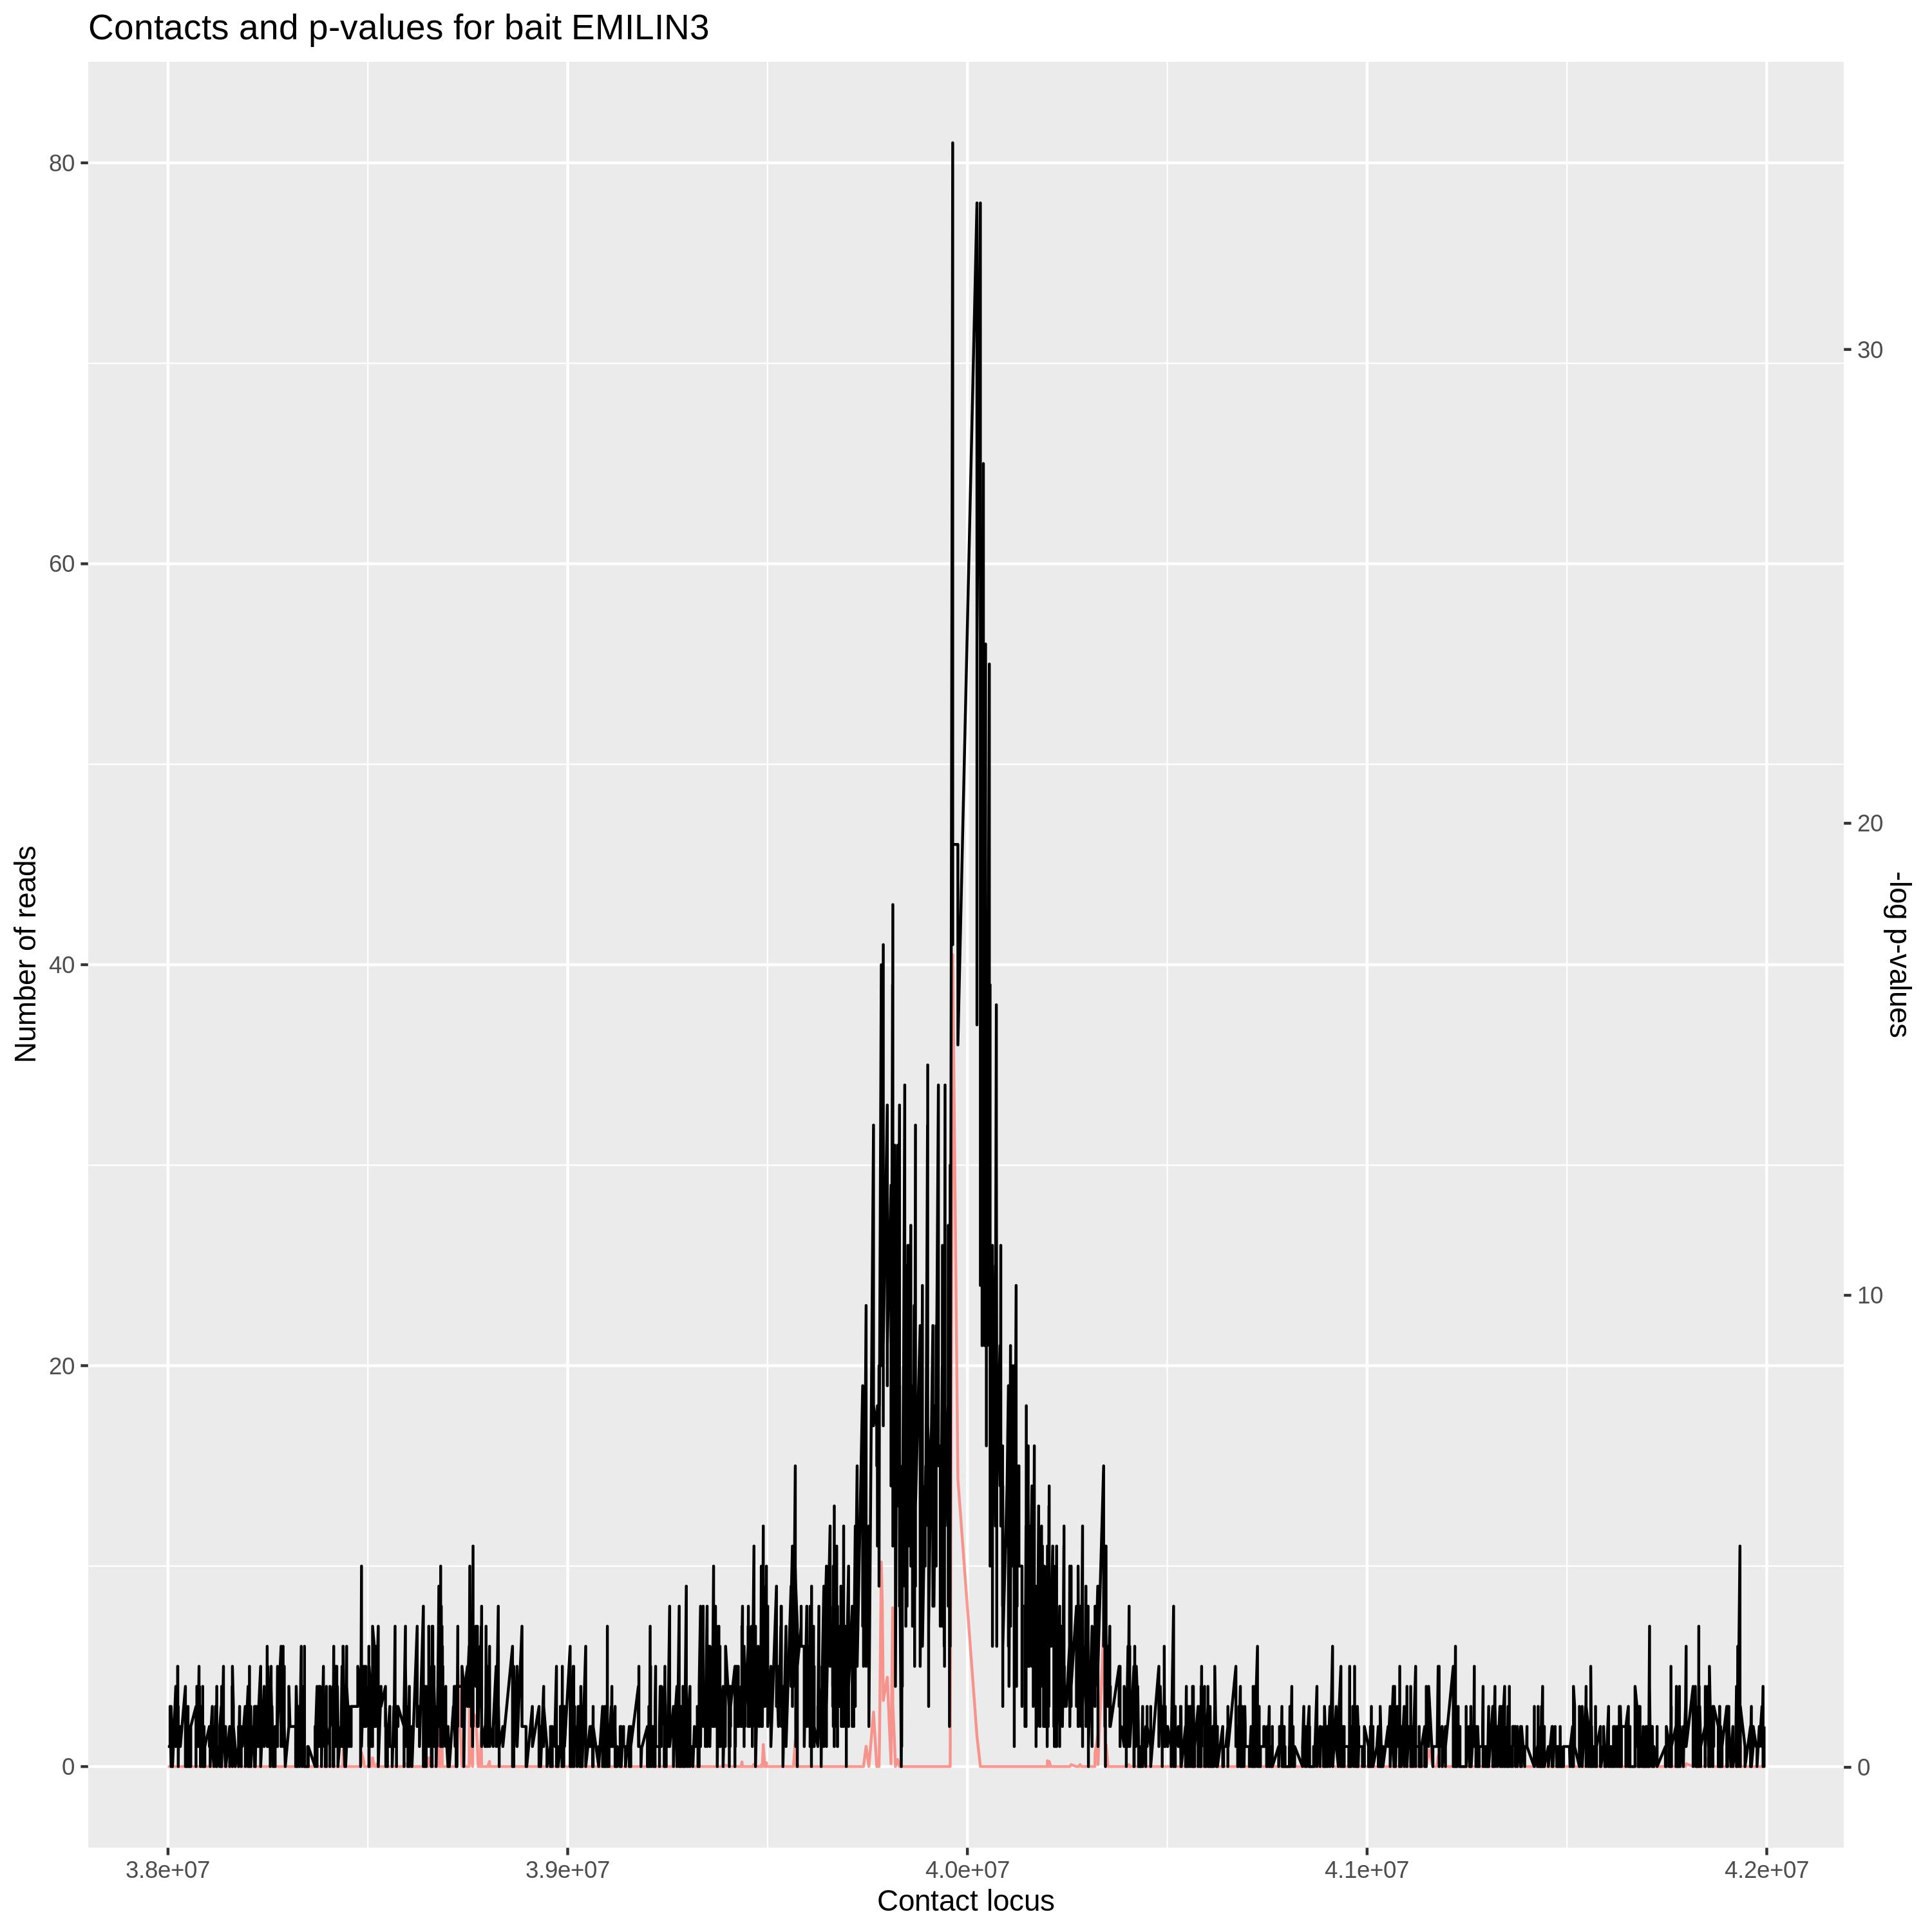 Contacts and p-values for bait EMILIN3
80
60
40
20
0
Number of reads
30
20
10
0
-log p-values
3.8e+07 3.9e+07 4.0e+07 4.1e+07 4.2e+07
Contact locus